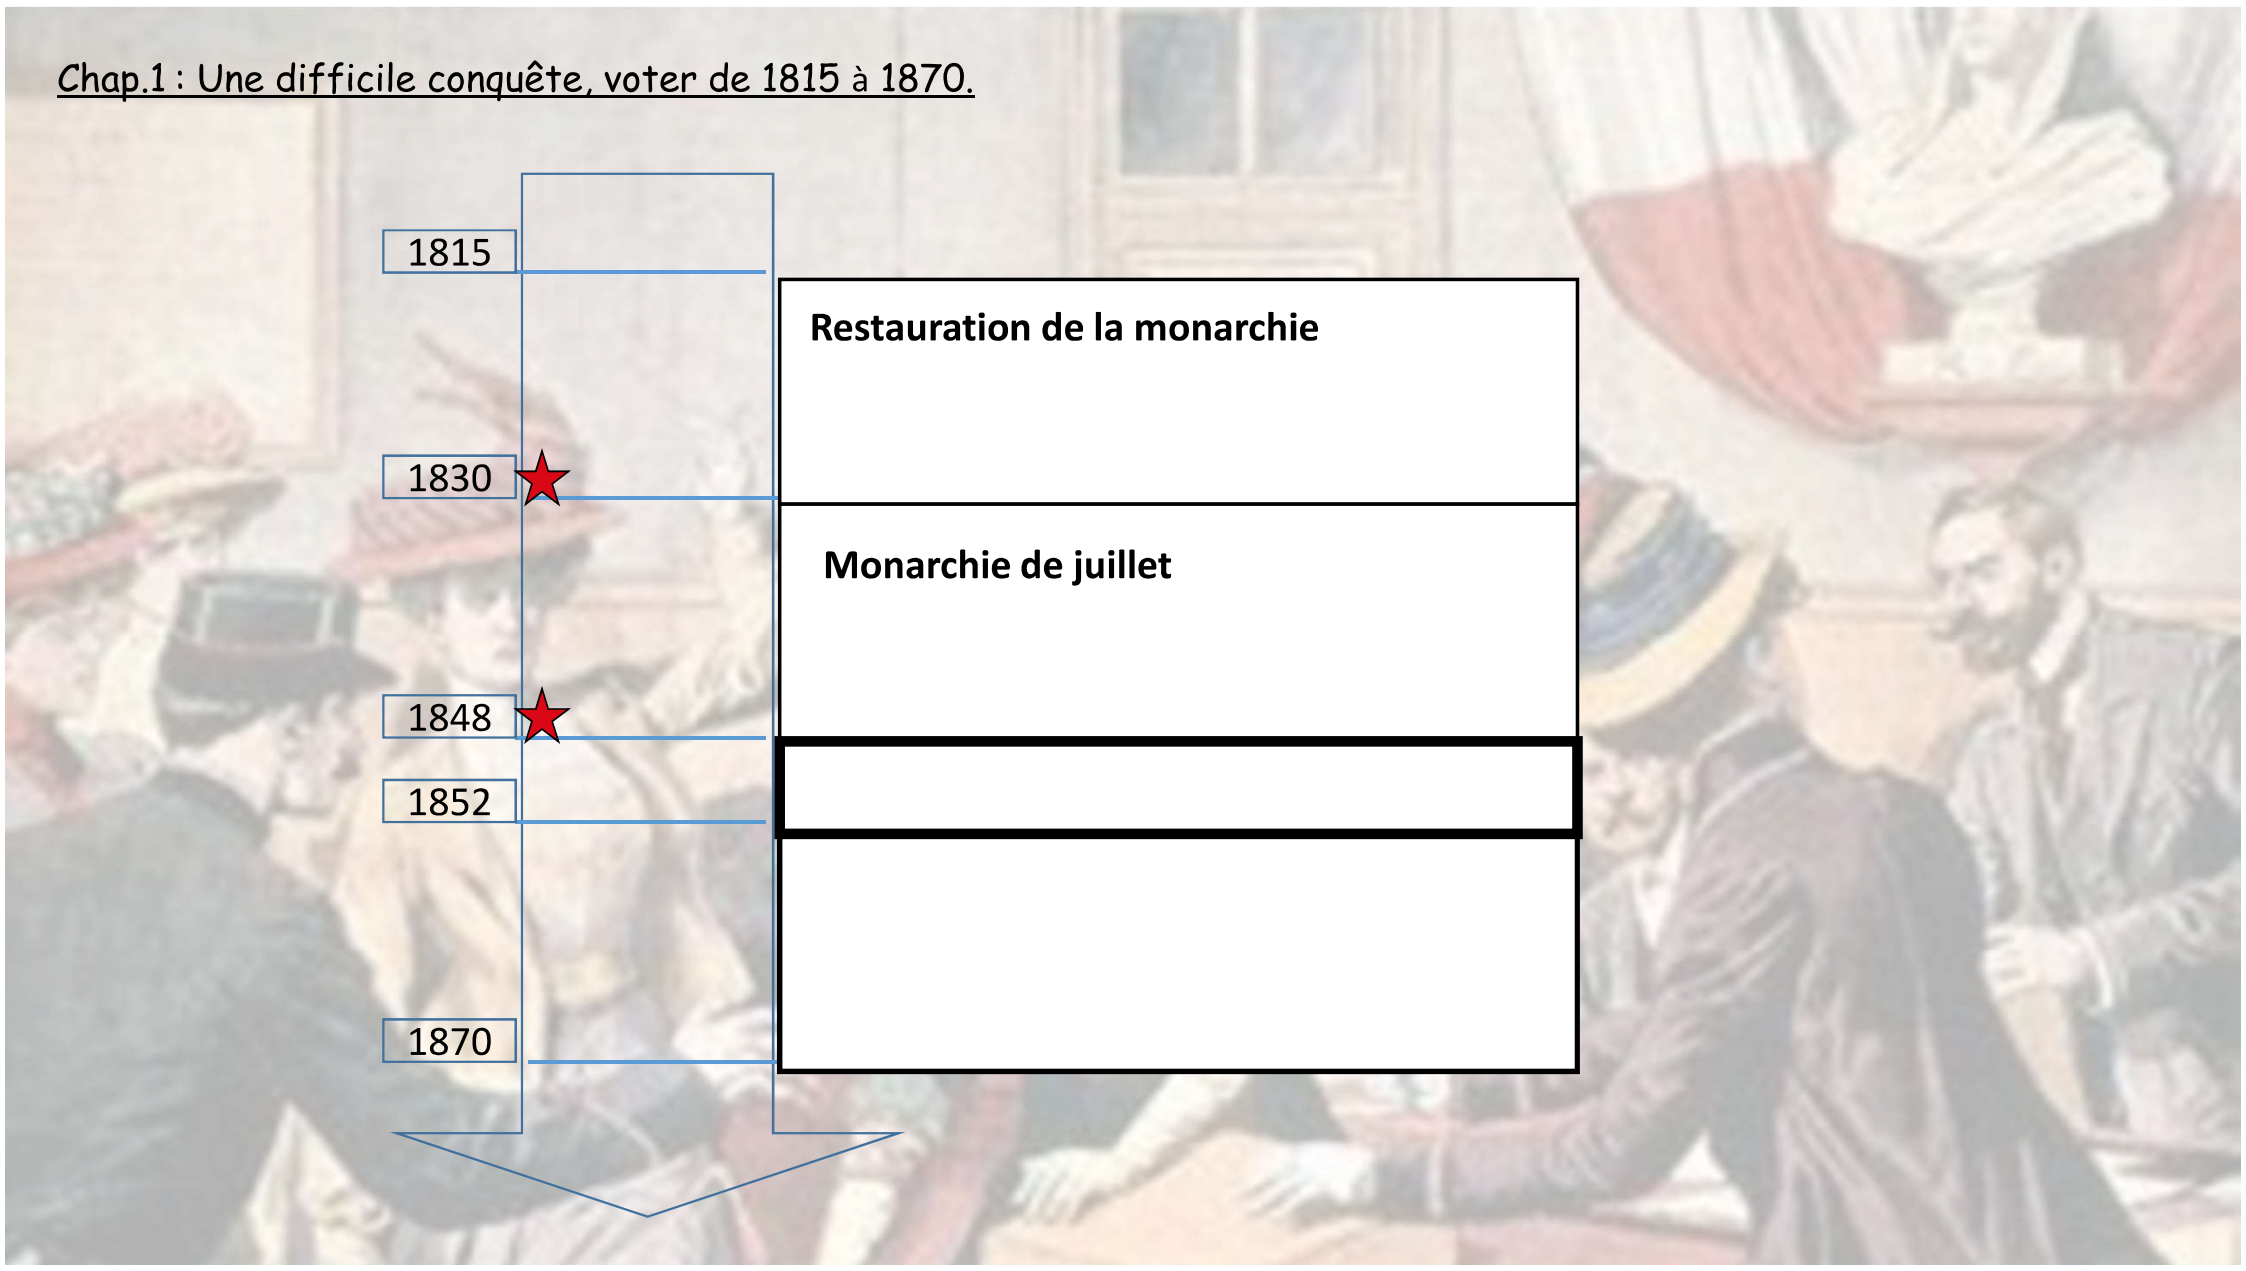 Chap.1 : Une difficile conquête, voter de 1815 à 1870.
1815
Restauration de la monarchie
1830
Monarchie de juillet
1848
1852
1870